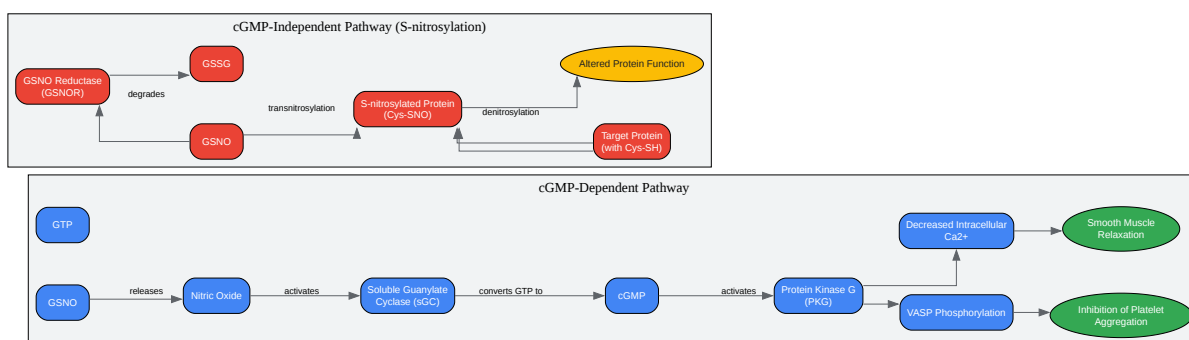 cGMP-Independent Pathway (S-nitrosylation)
GSNO Reductase
(GSNOR)
degrades
GSSG
GSNO
transnitrosylation
S-nitrosylated Protein
(Cys-SNO)
denitrosylation
Altered Protein Function
Target Protein
(with Cys-SH)
cGMP-Dependent Pathway
GTP
GSNO
releases
Nitric Oxide
activates
Soluble Guanylate
Cyclase (sGC)
converts GTP to
cGMP
activates
Protein Kinase G
(PKG)
Decreased Intracellular
Ca2+
Smooth Muscle
Relaxation
VASP Phosphorylation
Inhibition of Platelet
Aggregation